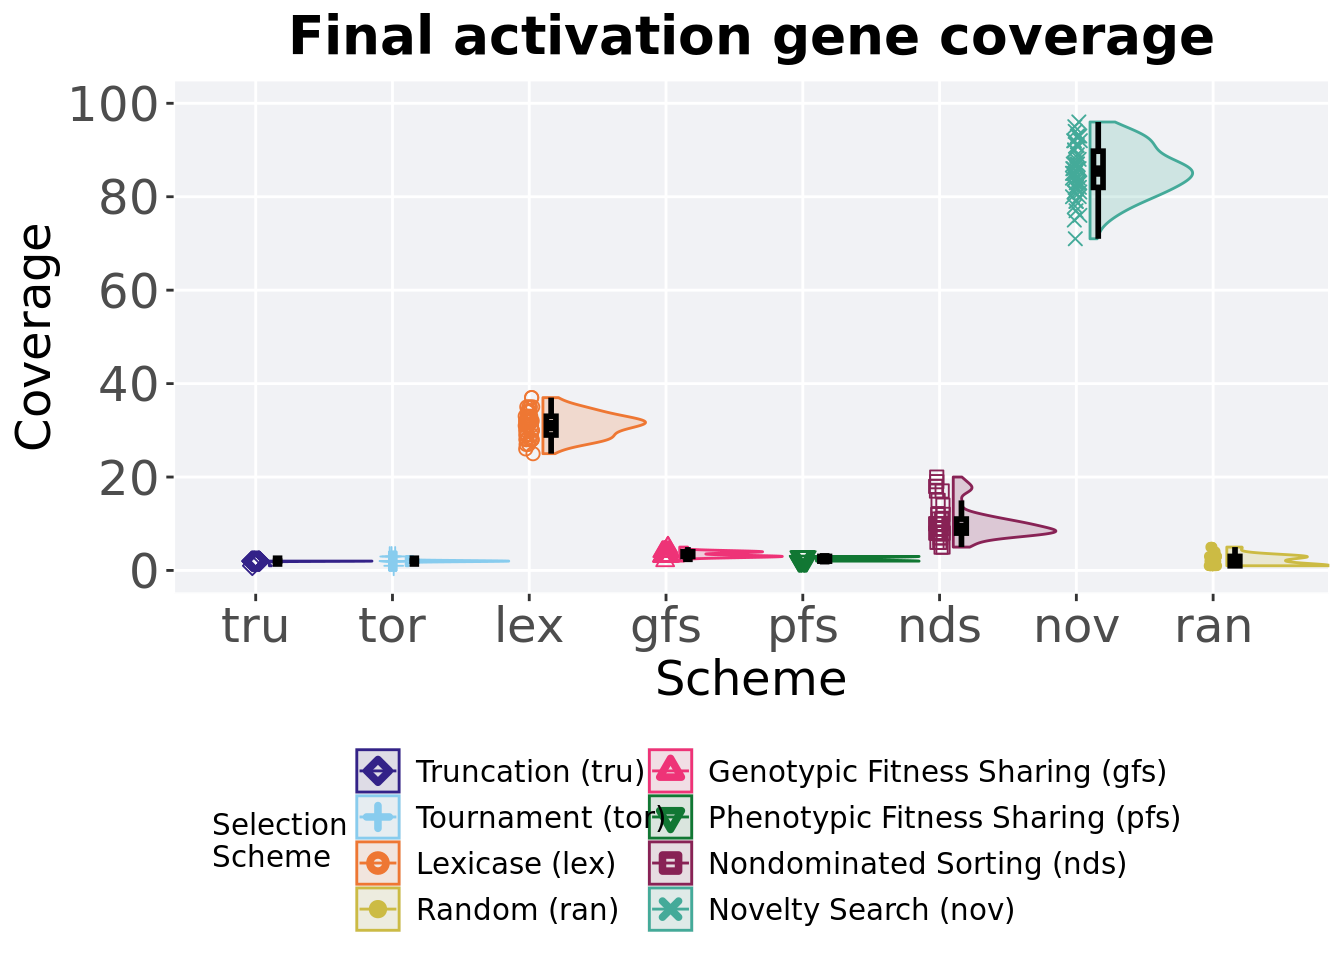 Final activation gene coverage
100
80
60
40
20
0
Coverage
tru tor lex gfs pfs nds nov ran
Scheme
Selection
Scheme
Truncation (tru)
Tournament (tor)
Lexicase (lex)
Random (ran)
Genotypic Fitness Sharing (gfs)
Phenotypic Fitness Sharing (pfs)
Nondominated Sorting (nds)
Novelty Search (nov)